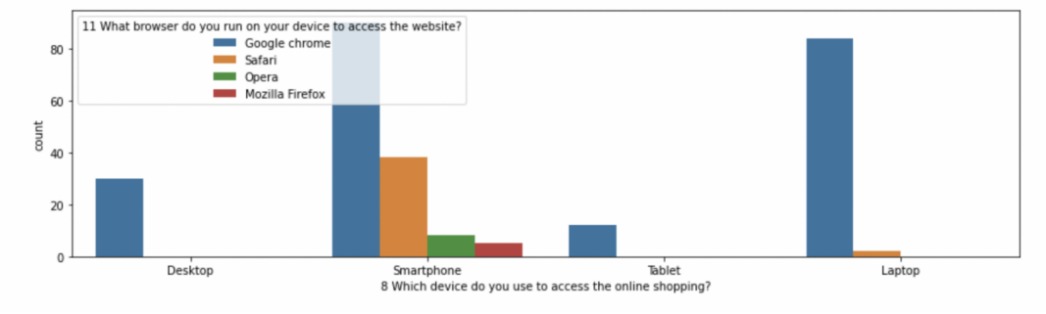 11 What browser do you run on your device to access the website?
Google chrome
Safari
Opera
Mozilla Firefox
80
60
40
20
0
count
Desktop Smartphone Tablet Laptop
8 Which device do you use to access the online shopping?